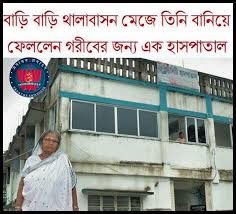 বাড়ি বাড়ি থালাবাসন মেজে তিনি বানিয়ে
ফেললেন গরীবের জন্য এক হাসপাতাল